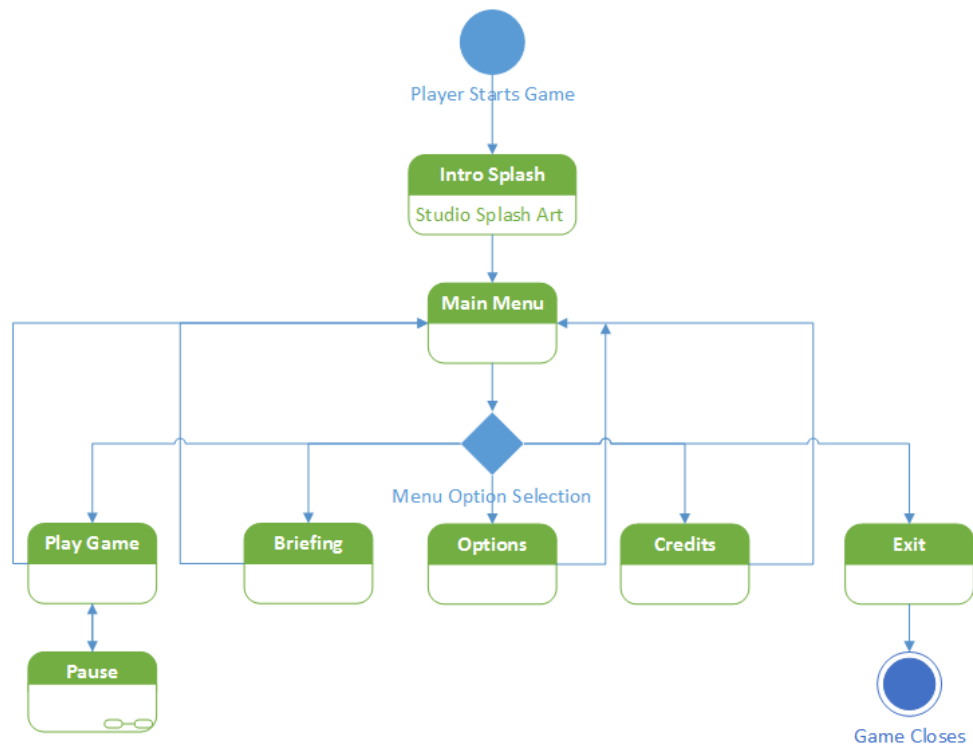 Player Starts Game
Intro Splash
Studio Splash Art
Main Menu
Menu Option Selection
Play Game
Briefing
Options
Credits
Exit
Pause
Game Closes